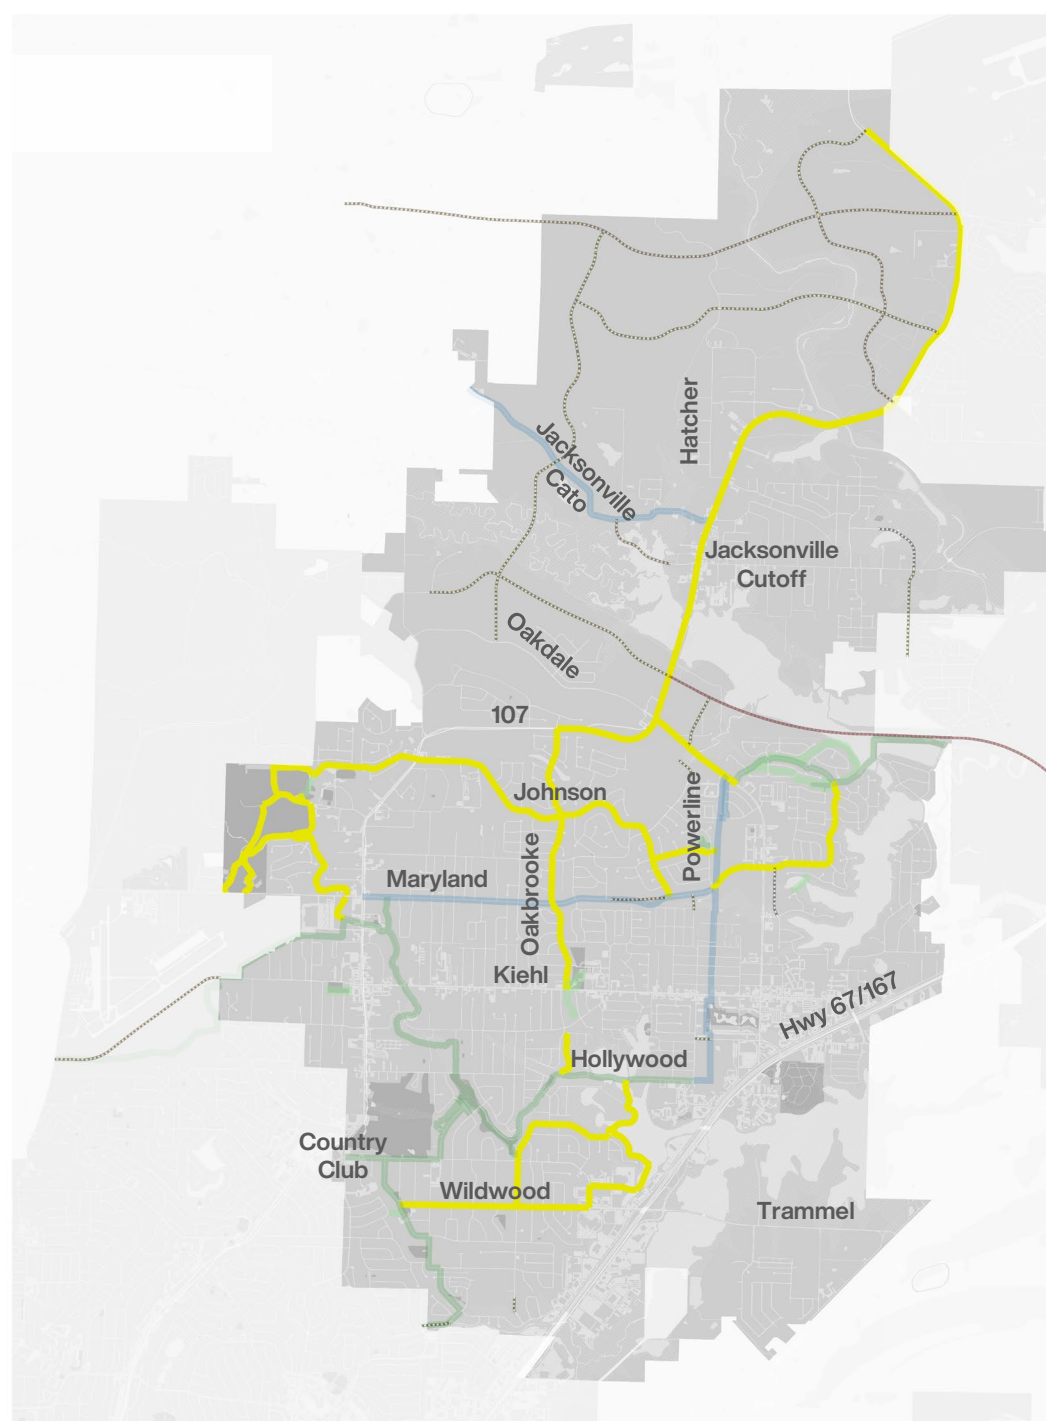 Hatcher
Jacksonville
Cato
Jacksonville
Cutoff
Oakdale
107
Johnson
Powerline
Maryland
Oakbrooke
Kiehl
Hwy 67/167
Hollywood
Country
Club
Wildwood
Trammel